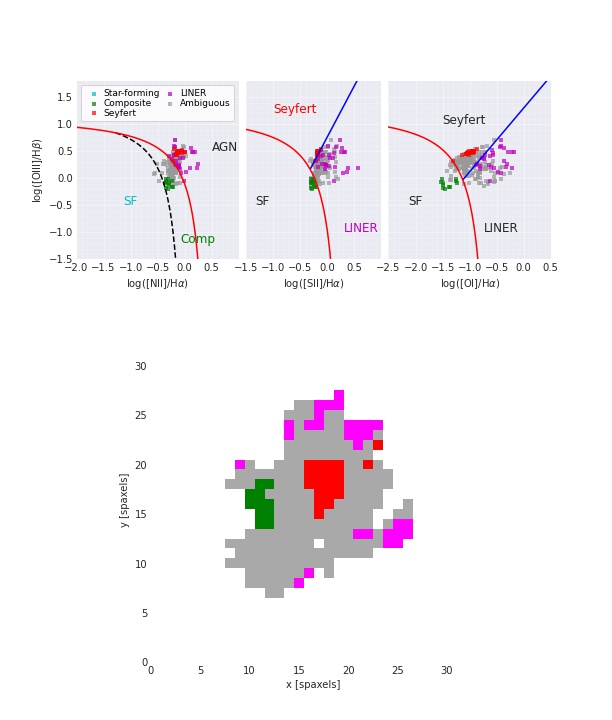 Star-forming
Composite
Seyfert
LINER
Ambiguous
1.5
1.0
0.5
0.0
−0.5
−1.0
−1.5
log([OIII]/Hβ)
AGN
SF
Comp
−2.0 −1.5 −1.0 −0.5 0.0 0.5
log([NII]/Hα)
Seyfert
SF
LINER
−1.0 −0.5 0.0 0.5
log([SII]/Hα)
Seyfert
SF
LINER
−2.5 −2.0 −1.5 −1.0 −0.5 0.0 0.5
log([OI]/Hα)
30
25
20
15
10
5
0
y [spaxels]
0 5 10 15 20 25 30
x [spaxels]